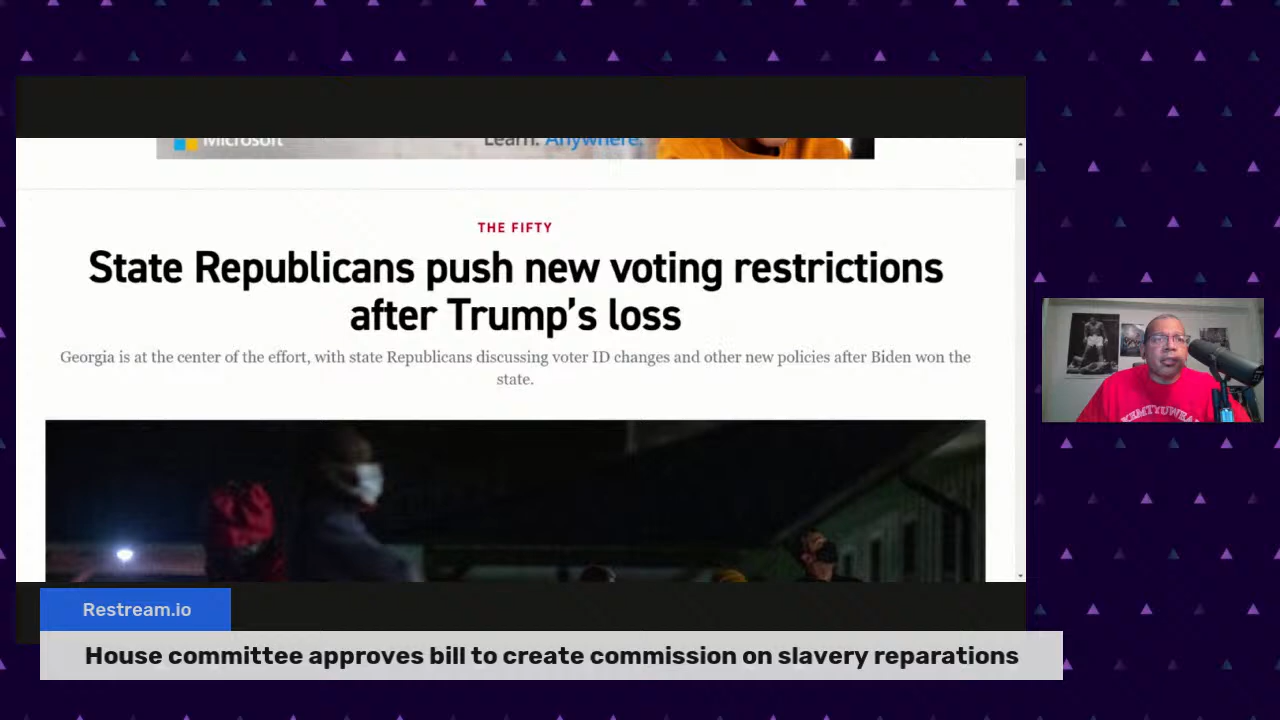 Microsoft
Learn. Anywhere.
THE FIFTY
State Republicans push new voting restrictions
after Trump's loss
Georgia is at the center of the effort, with state Republicans discussing voter ID changes and other new policies after Biden won the
state.
Restream.io
House committee approves bill to create commission on slavery reparations